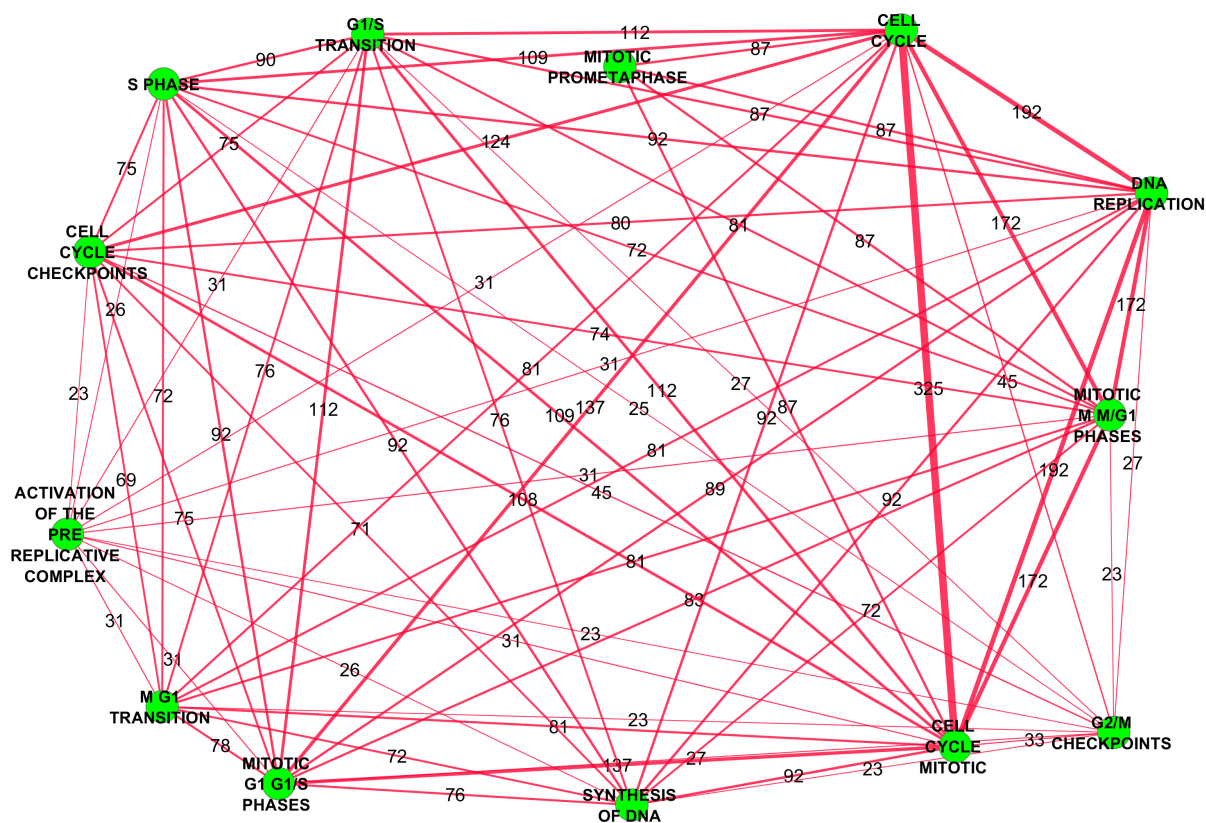 G1/S
TRANSITION
112
CELL
CYCLE
90
109
MITOTIC
PROMETAPHASE
87
S PHASE
192
87
87
75
124
92
75
DNA
REPLICATION
CELL
CYCLE
CHECKPOINTS
80
81
172
72
87
31
31
26
172
74
31
23
72
76
81
27
325
45
MITOTIC
M M/G1
PHASES
112
109
137
25
112
76
87
92
92
92
81
31
45
89
192
27
69
ACTIVATION
OF THE
PRE
REPLICATIVE
COMPLEX
75
108
92
71
81
172
23
83
72
31
31
23
31
26
M G1
TRANSITION
81
23
CELL
CYCLE
MITOTIC
G2/M
CHECKPOINTS
33
78
72
27
137
23
92
MITOTIC
G1 G1/S
PHASES
76
SYNTHESIS
OF DNA